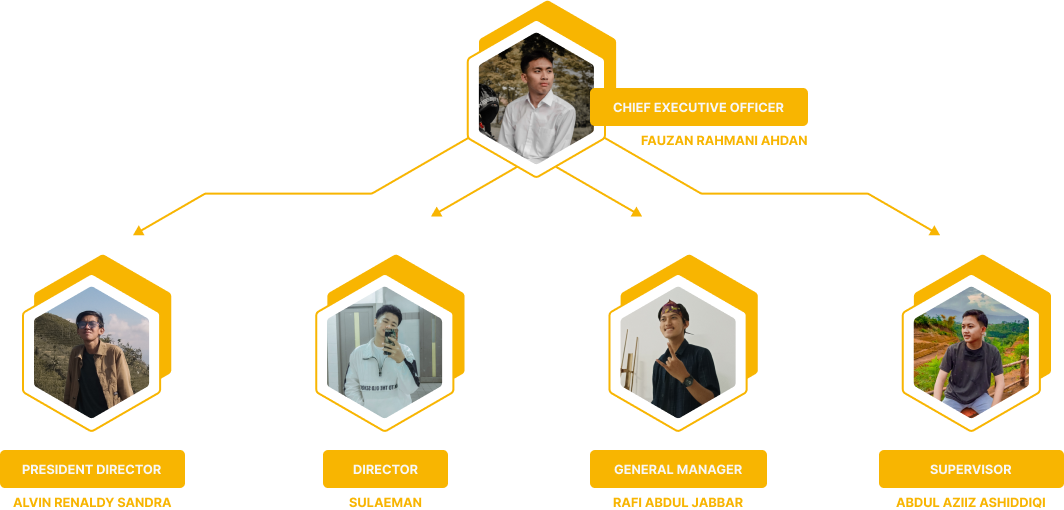 CHIEF EXECUTIVE OFFICER
FAUZAN RAHMANI AHDAN
PRESIDENT DIRECTOR
ALVIN RENALDY SANDRA
DIRECTOR
SULAEMAN
GENERAL MANAGER
RAFI ABDUL JABBAR
SUPERVISOR
ABDUL AZIIZ ASHIDDIQI